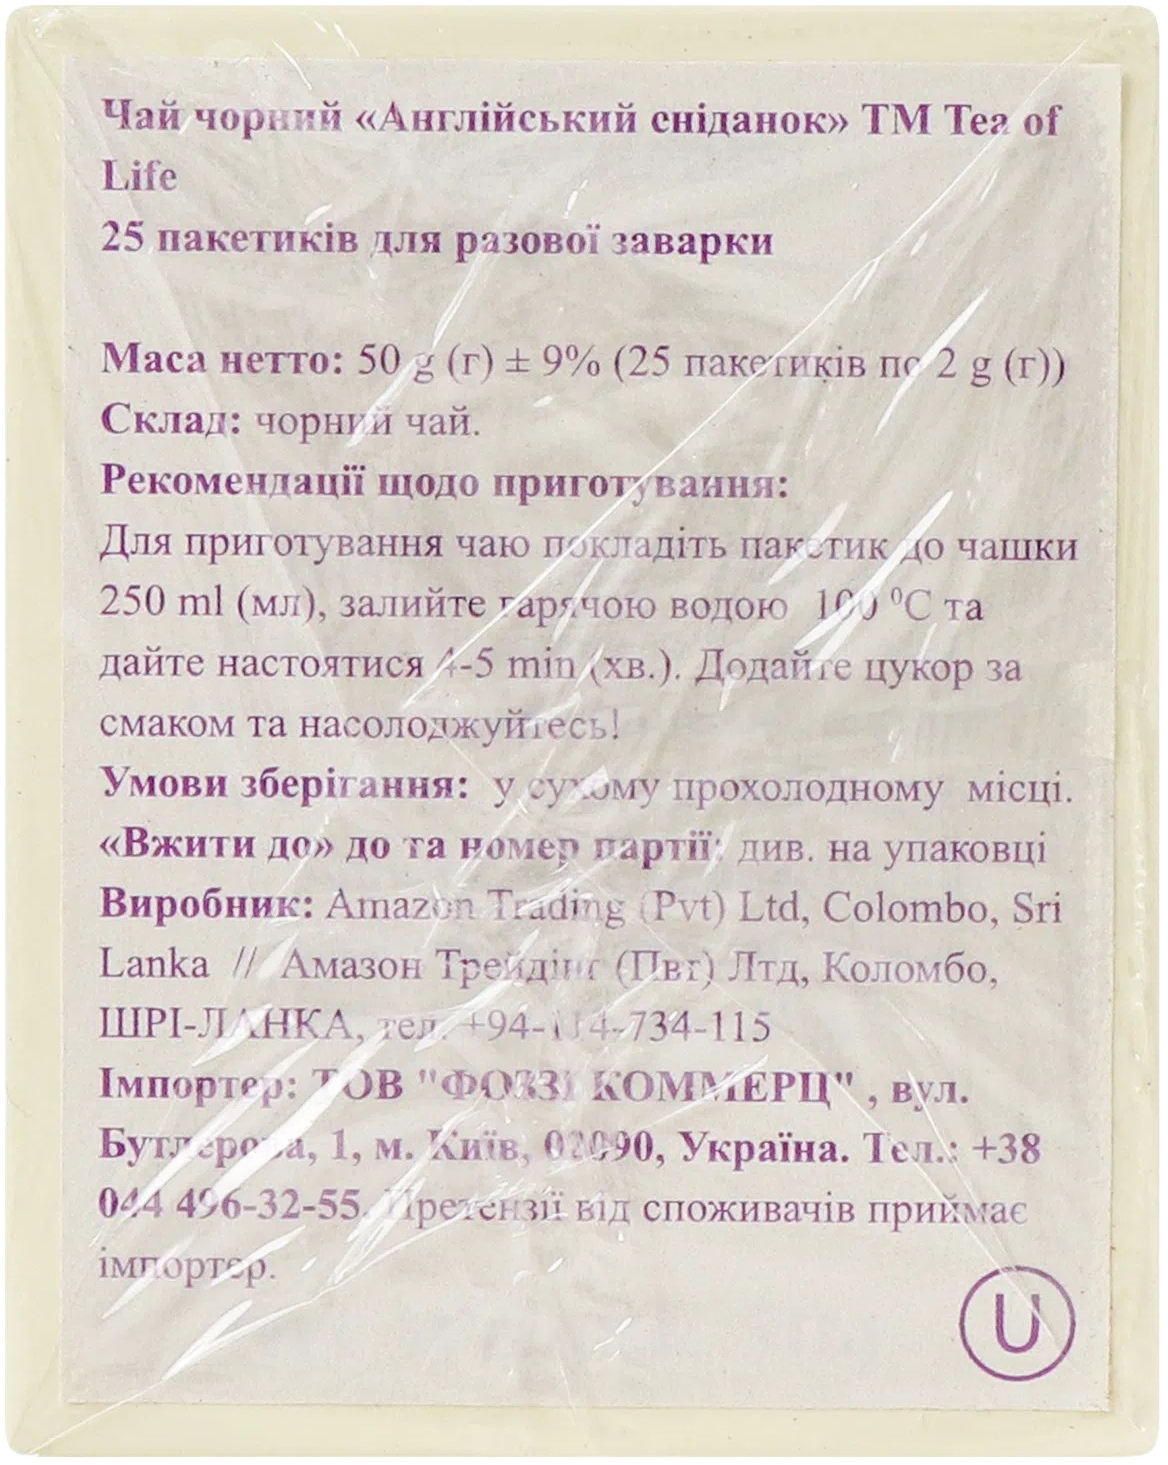 Чай чорний «Англійський сніданок» ТМ Tea of
Life
25 пакетиків для разової заварки
Маса нетто: 50 g (г) ± 9% (25 пакетиків по 2 g (г))
Склад: чорний чай.
Рекомендації щодо приготування:
Для приготування чаю покладіть пакетик до чашки
250 ml (мл), залийте гарячою водою 100 ⁰С та
дайте настоятися 4-5 min (хв.). Додайте цукор за
смаком та насолоджуйтесь!
Умови зберігання: у сухому прохолодному місці.
«Вжити до» до та номер партії: див. на упаковці
Виробник: Amazon Trading (Pvt) Ltd, Colombo, Sri
Lanka // Амазон Трейдінг (Пвт) Лтд, Коломбо,
ШРІ-ЛАНКА, тел. +94-114-734-115
Імпортер: ТОВ "ФОЗЗІ КОММЕРЦ" , вул.
Бутлерова, 1, м. Київ, 02090, Україна. Тел.: +38
044 496-32-55. Претензії від споживачів приймає
імпортер.
U